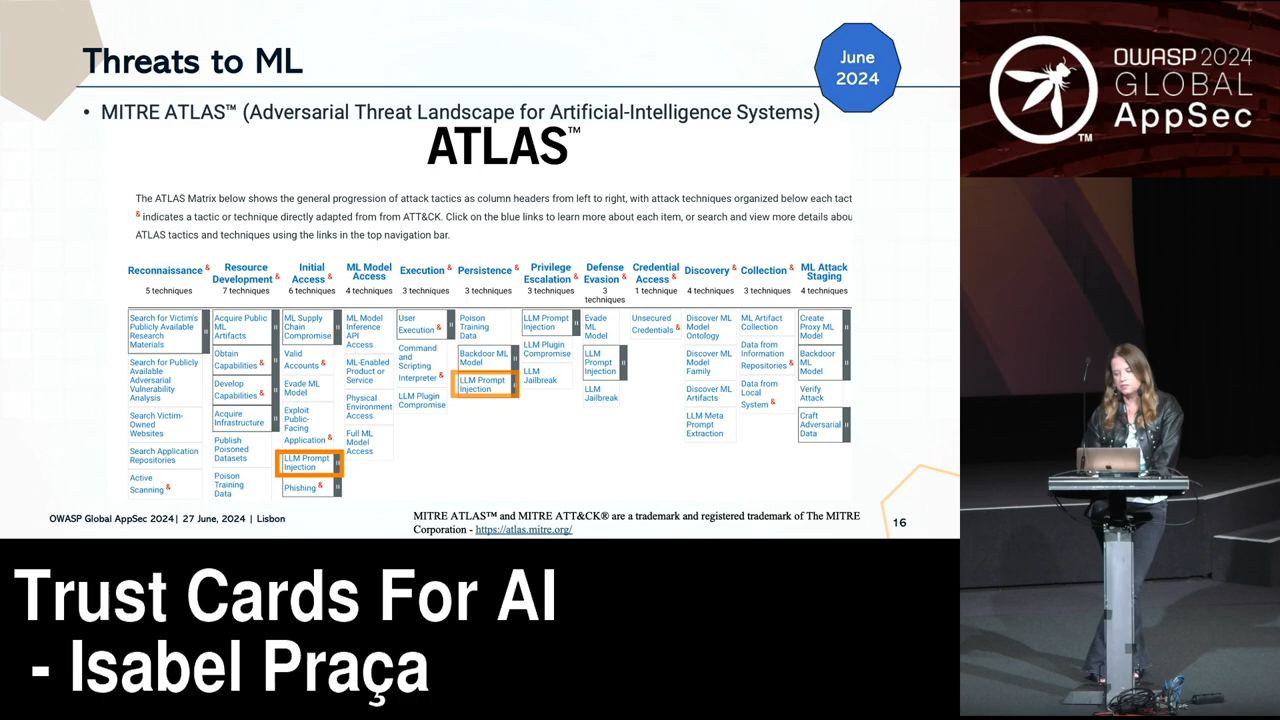 Threats to ML
June
2024
• MITRE ATLAS™ (Adversarial Threat Landscape for Artificial-Intelligence Systems)
ATLAS™
The ATLAS Matrix below shows the general progression of attack tactics as column headers from left to right, with attack techniques organized below each tact
& indicates a tactic or technique directly adapted from from ATT&CK. Click on the blue links to learn more about each item, or search and view more details abou
ATLAS tactics and techniques using the links in the top navigation bar.
Reconnaissance &
5 techniques
Search for Victim's
Publicly Available
Research
Materials
Search for Publicly
Available
Adversarial
Vulnerability
Analysis
Search Victim-
Owned
Websites
Search Application
Repositories
Active
Scanning &
Resource
Development &
7 techniques
Acquire Public
ML
Artifacts
Obtain
Capabilities &
Develop
Capabilities &
Acquire
Infrastructure
Publish
Poisoned
Datasets
Poison
Training
Data
Initial
Access &
6 techniques
ML Supply
Chain
Compromise
Valid
Accounts &
Evade ML
Model
Exploit
Public-
Facing
Application &
LLM Prompt
Injection
Phishing &
ML Model
Access
4 techniques
ML Model
Inference
API
Access
ML-Enabled
Product or
Service
Physical
Environment
Access
Full ML
Model
Access
Execution &
3 techniques
User
Execution &
Command
and
Scripting
Interpreter &
LLM Plugin
Compromise
Persistence &
3 techniques
Poison
Training
Data
Backdoor ML
Model
LLM Prompt
Injection
Privilege
Escalation &
3 techniques
LLM Prompt
Injection
LLM Plugin
Compromise
LLM
Jailbreak
Defense
Evasion &
3
techniques
Evade
ML
Model
LLM
Prompt
Injection
LLM
Jailbreak
Credential
Access &
1 technique
Unsecured
Credentials &
Discovery &
4 techniques
Discover ML
Model
Ontology
Discover ML
Model
Family
Discover ML
Artifacts
LLM Meta
Prompt
Extraction
Collection &
3 techniques
ML Artifact
Collection
Data from
Information
Repositories &
Data from
Local
System &
ML Attack
Staging
4 techniques
Create
Proxy ML
Model
Backdoor
ML
Model
Verify
Attack
Craft
Adversarial
Data
OWASP Global AppSec 2024| 27 June, 2024 | Lisbon
MITRE ATLAS™ and MITRE ATT&CK® are a trademark and registered trademark of The MITRE
Corporation - https://atlas.mitre.org/
16
OWASP 2024
GLOBAL
AppSec
TM
Trust Cards For AI
- Isabel Praça